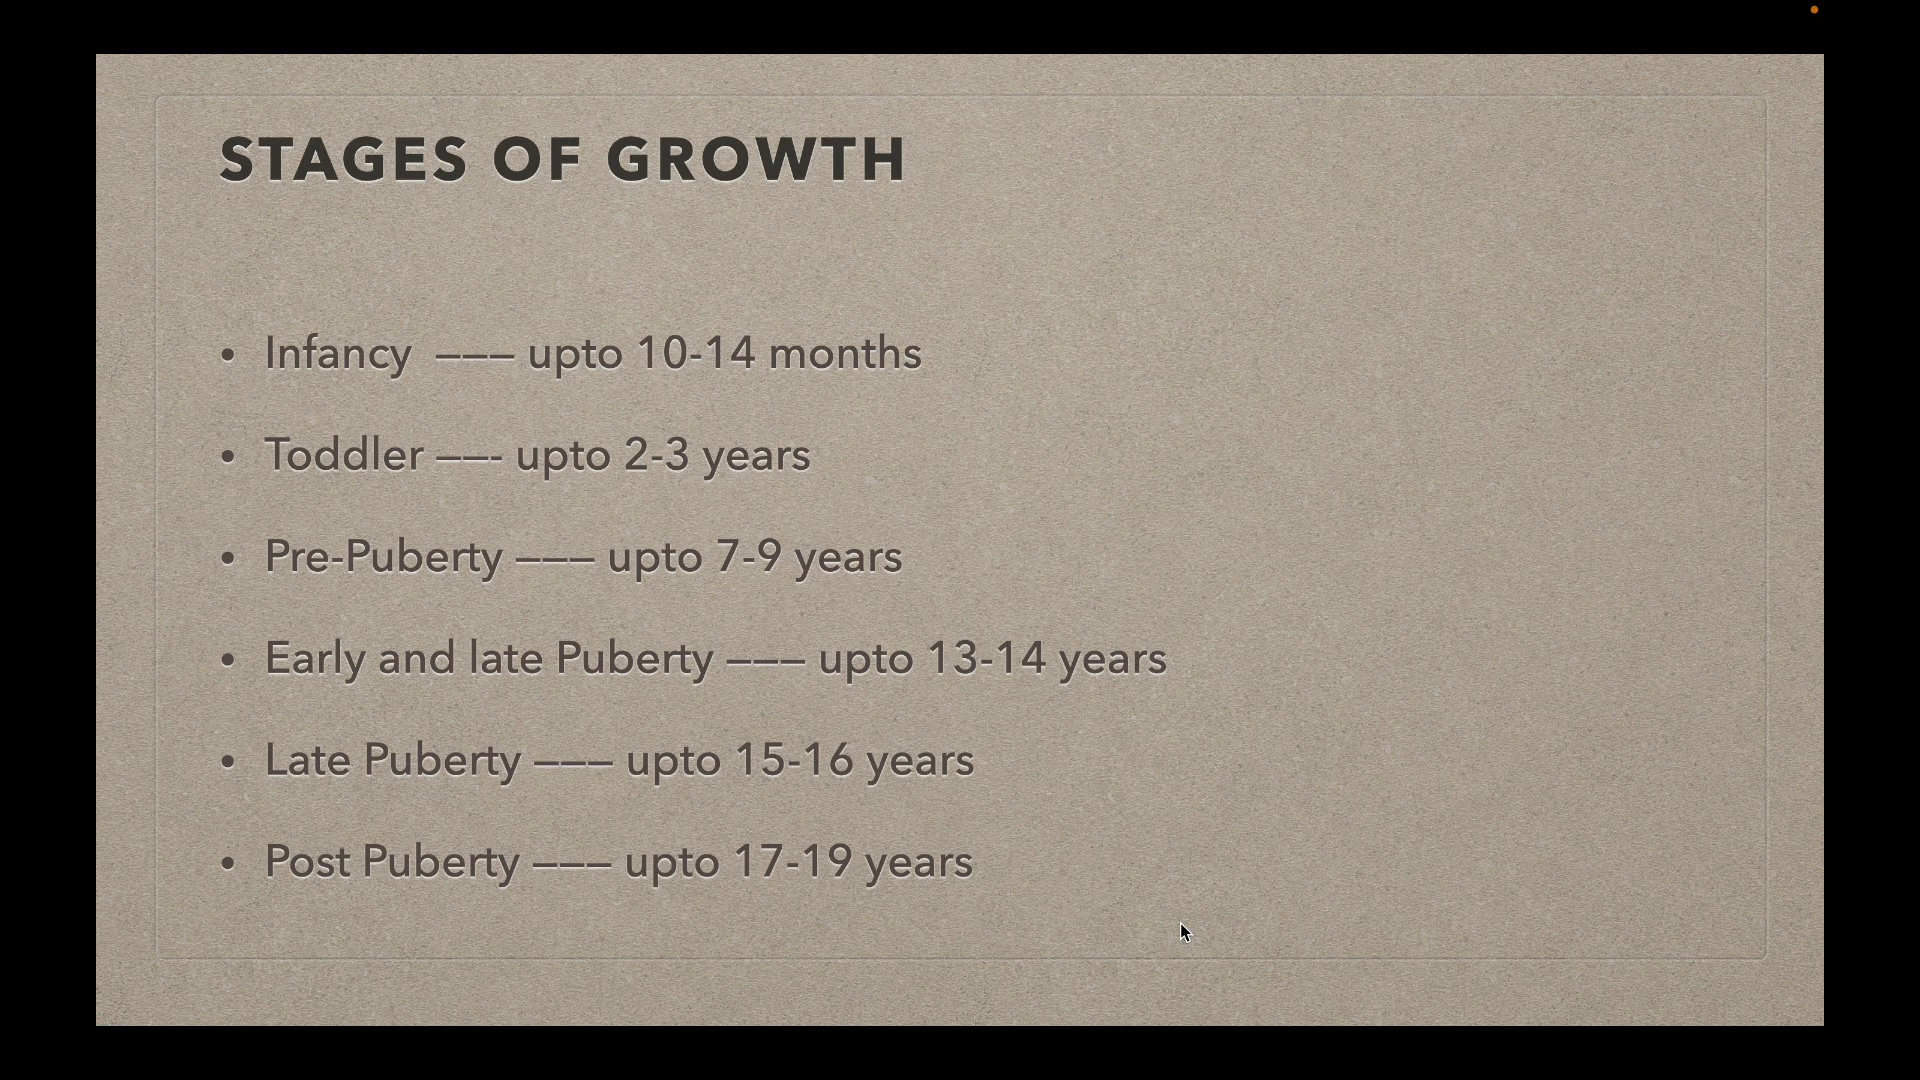 STAGES OF GROWTH
• Infancy ——– upto 10-14 months
• Toddler ——- upto 2-3 years
• Pre-Puberty ——– upto 7-9 years
• Early and late Puberty ——– upto 13-14 years
• Late Puberty ——– upto 15-16 years
• Post Puberty ——– upto 17-19 years